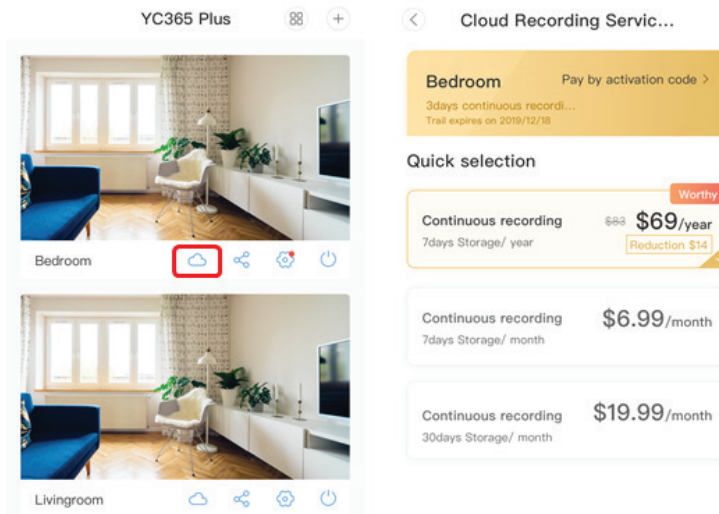 YC365 Plus
Bedroom
Livingroom
Cloud Recording Servic...
Bedroom
Pay by activation code >
3days continuous recordi...
Trail expires on 2019/12/18
Quick selection
Worthy
Continuous recording
$83 $69/year
7days Storage/ year
Reduction $14
Continuous recording
$6.99/month
7days Storage/ month
Continuous recording
$19.99/month
30days Storage/ month